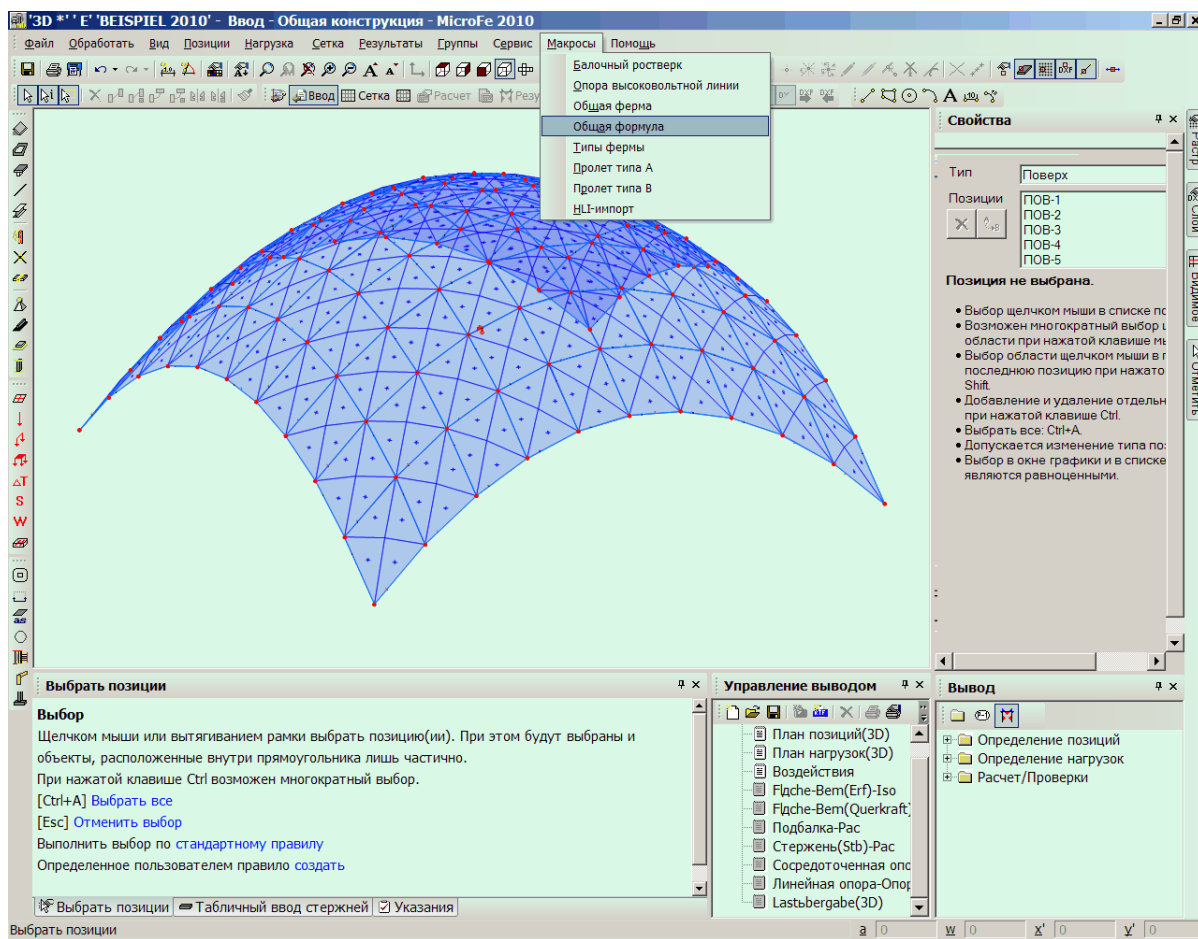 '3D *' ' E' 'BEISPIEL 2010' - Ввод - Общая конструкция - MicroFe 2010
Файл Обработать Вид Позиции Нагрузка Сетка Результаты Группы Сервис Макросы Помощь
Балочный ростверк
Опора высоковольтной линии
Общая ферма
Общая формула
Типы фермы
Пролет типа А
Пролет типа В
HLI-импорт
Ввод Сетка Расчет Резу
Свойства
Тип Поверх
Позиции ПОВ-1
ПОВ-2
ПОВ-3
ПОВ-4
ПОВ-5
Позиция не выбрана.
• Выбор щелчком мыши в списке по
• Возможен многократный выбор
области при нажатой клавише мы
• Выбор области щелчком мыши в
последнюю позицию при нажато
Shift.
• Добавление и удаление отдельн
при нажатой клавише Ctrl.
• Выбрать все: Ctrl+A.
• Допускается изменение типа по
• Выбор в окне графики и в списке
являются равноценными.
Растр
Слои
Видимое
Отметить
ΔT
S
W
Выбрать позиции
Выбор
Щелчком мыши или вытягиванием рамки выбрать позицию(ии). При этом будут выбраны и
объекты, расположенные внутри прямоугольника лишь частично.
При нажатой клавише Ctrl возможен многократный выбор.
[Ctrl+A] Выбрать все
[Esc] Отменить выбор
Выполнить выбор по стандартному правилу
Определенное пользователем правило создать
Выбрать позиции Табличный ввод стержней Указания
Управление выводом
План позиций(3D)
План нагрузок(3D)
Воздействия
Flдche-Bem(Erf)-Iso
Flдche-Bem(Querkraft)
Подбалка-Рас
Стержень(Stb)-Рас
Сосредоточенная опо
Линейная опора-Опор
Lastьbergabe(3D)
Вывод
Определение позиций
Определение нагрузок
Расчет/Проверки
Выбрать позиции
a 0 w 0 x' 0 y' 0